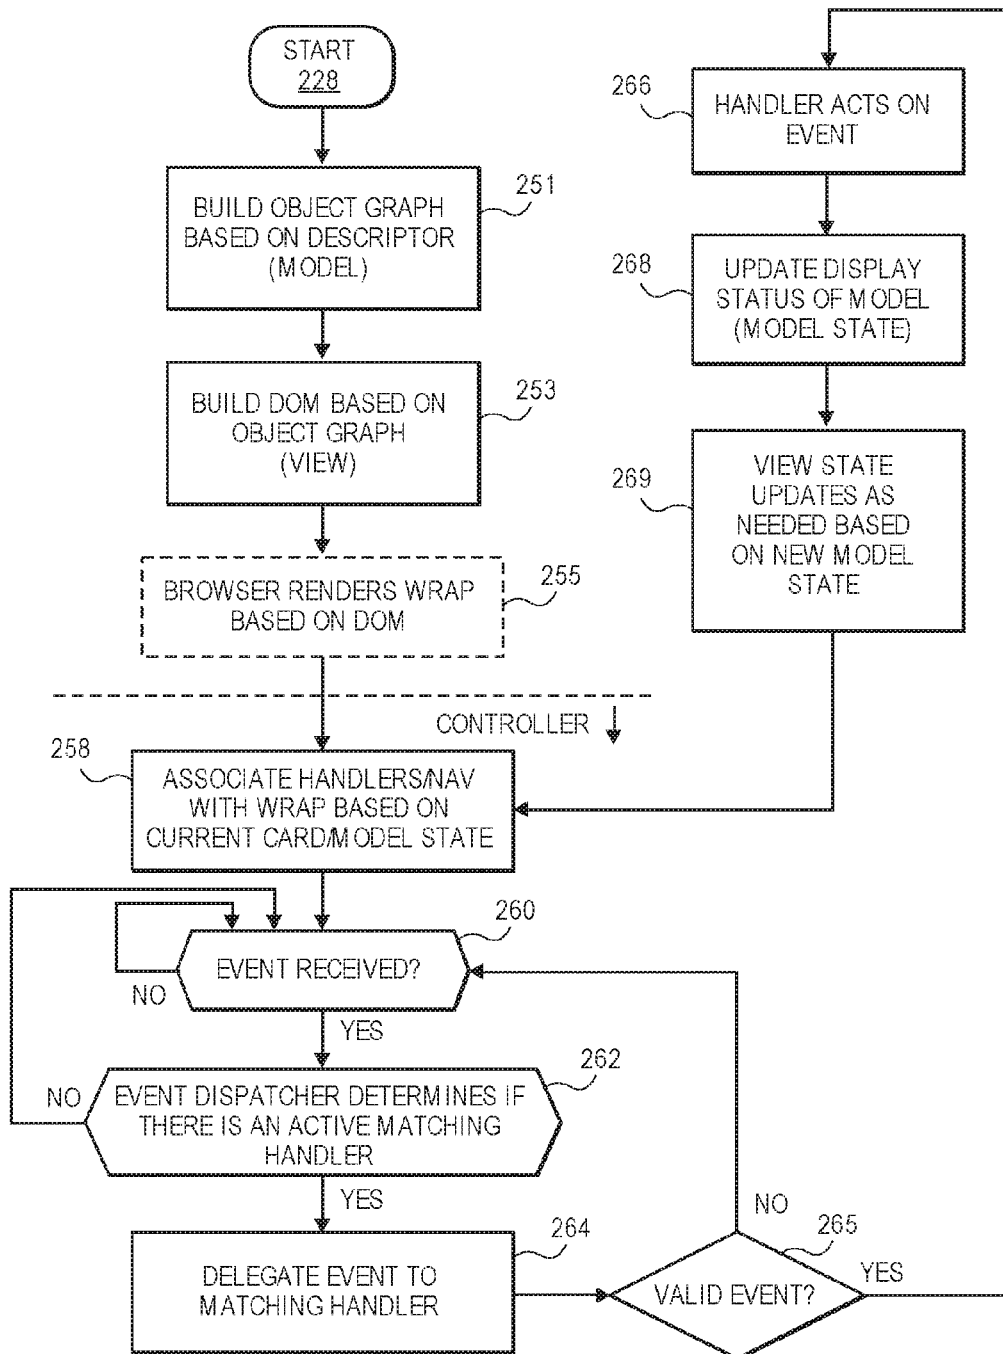 START
228
251
BUILD OBJECT GRAPH
BASED ON DESCRIPTOR
(MODEL)
253
BUILD DOM BASED ON
OBJECT GRAPH
(VIEW)
255
BROWSER RENDERS WRAP
BASED ON DOM
CONTROLLER
258
ASSOCIATE HANDLERS/NAV
WITH WRAP BASED ON
CURRENT CARD/MODEL STATE
260
EVENT RECEIVED?
NO
YES
262
NO
EVENT DISPATCHER DETERMINES IF
THERE IS AN ACTIVE MATCHING
HANDLER
YES
264
DELEGATE EVENT TO
MATCHING HANDLER
NO
265
VALID EVENT?
YES
266
HANDLER ACTS ON
EVENT
268
UPDATE DISPLAY
STATUS OF MODEL
(MODEL STATE)
269
VIEW STATE
UPDATES AS
NEEDED BASED
ON NEW MODEL
STATE